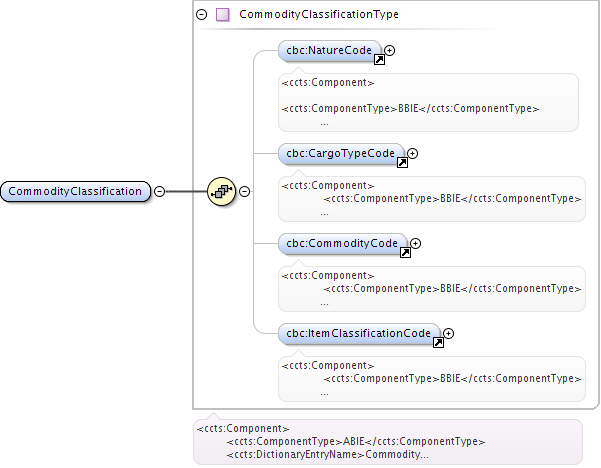 CommodityClassificationType
cbc:NatureCode
<ccts:Component>
<ccts:ComponentType>BBIE</ccts:ComponentType>
...
cbc:CargoTypeCode
<ccts:Component>
<ccts:ComponentType>BBIE</ccts:ComponentType>
...
CommodityClassification
cbc:CommodityCode
<ccts:Component>
<ccts:ComponentType>BBIE</ccts:ComponentType>
...
cbc:ItemClassificationCode
<ccts:Component>
<ccts:ComponentType>BBIE</ccts:ComponentType>
...
<ccts:Component>
<ccts:ComponentType>ABIE</ccts:ComponentType>
<ccts:DictionaryEntryName>Commodity...